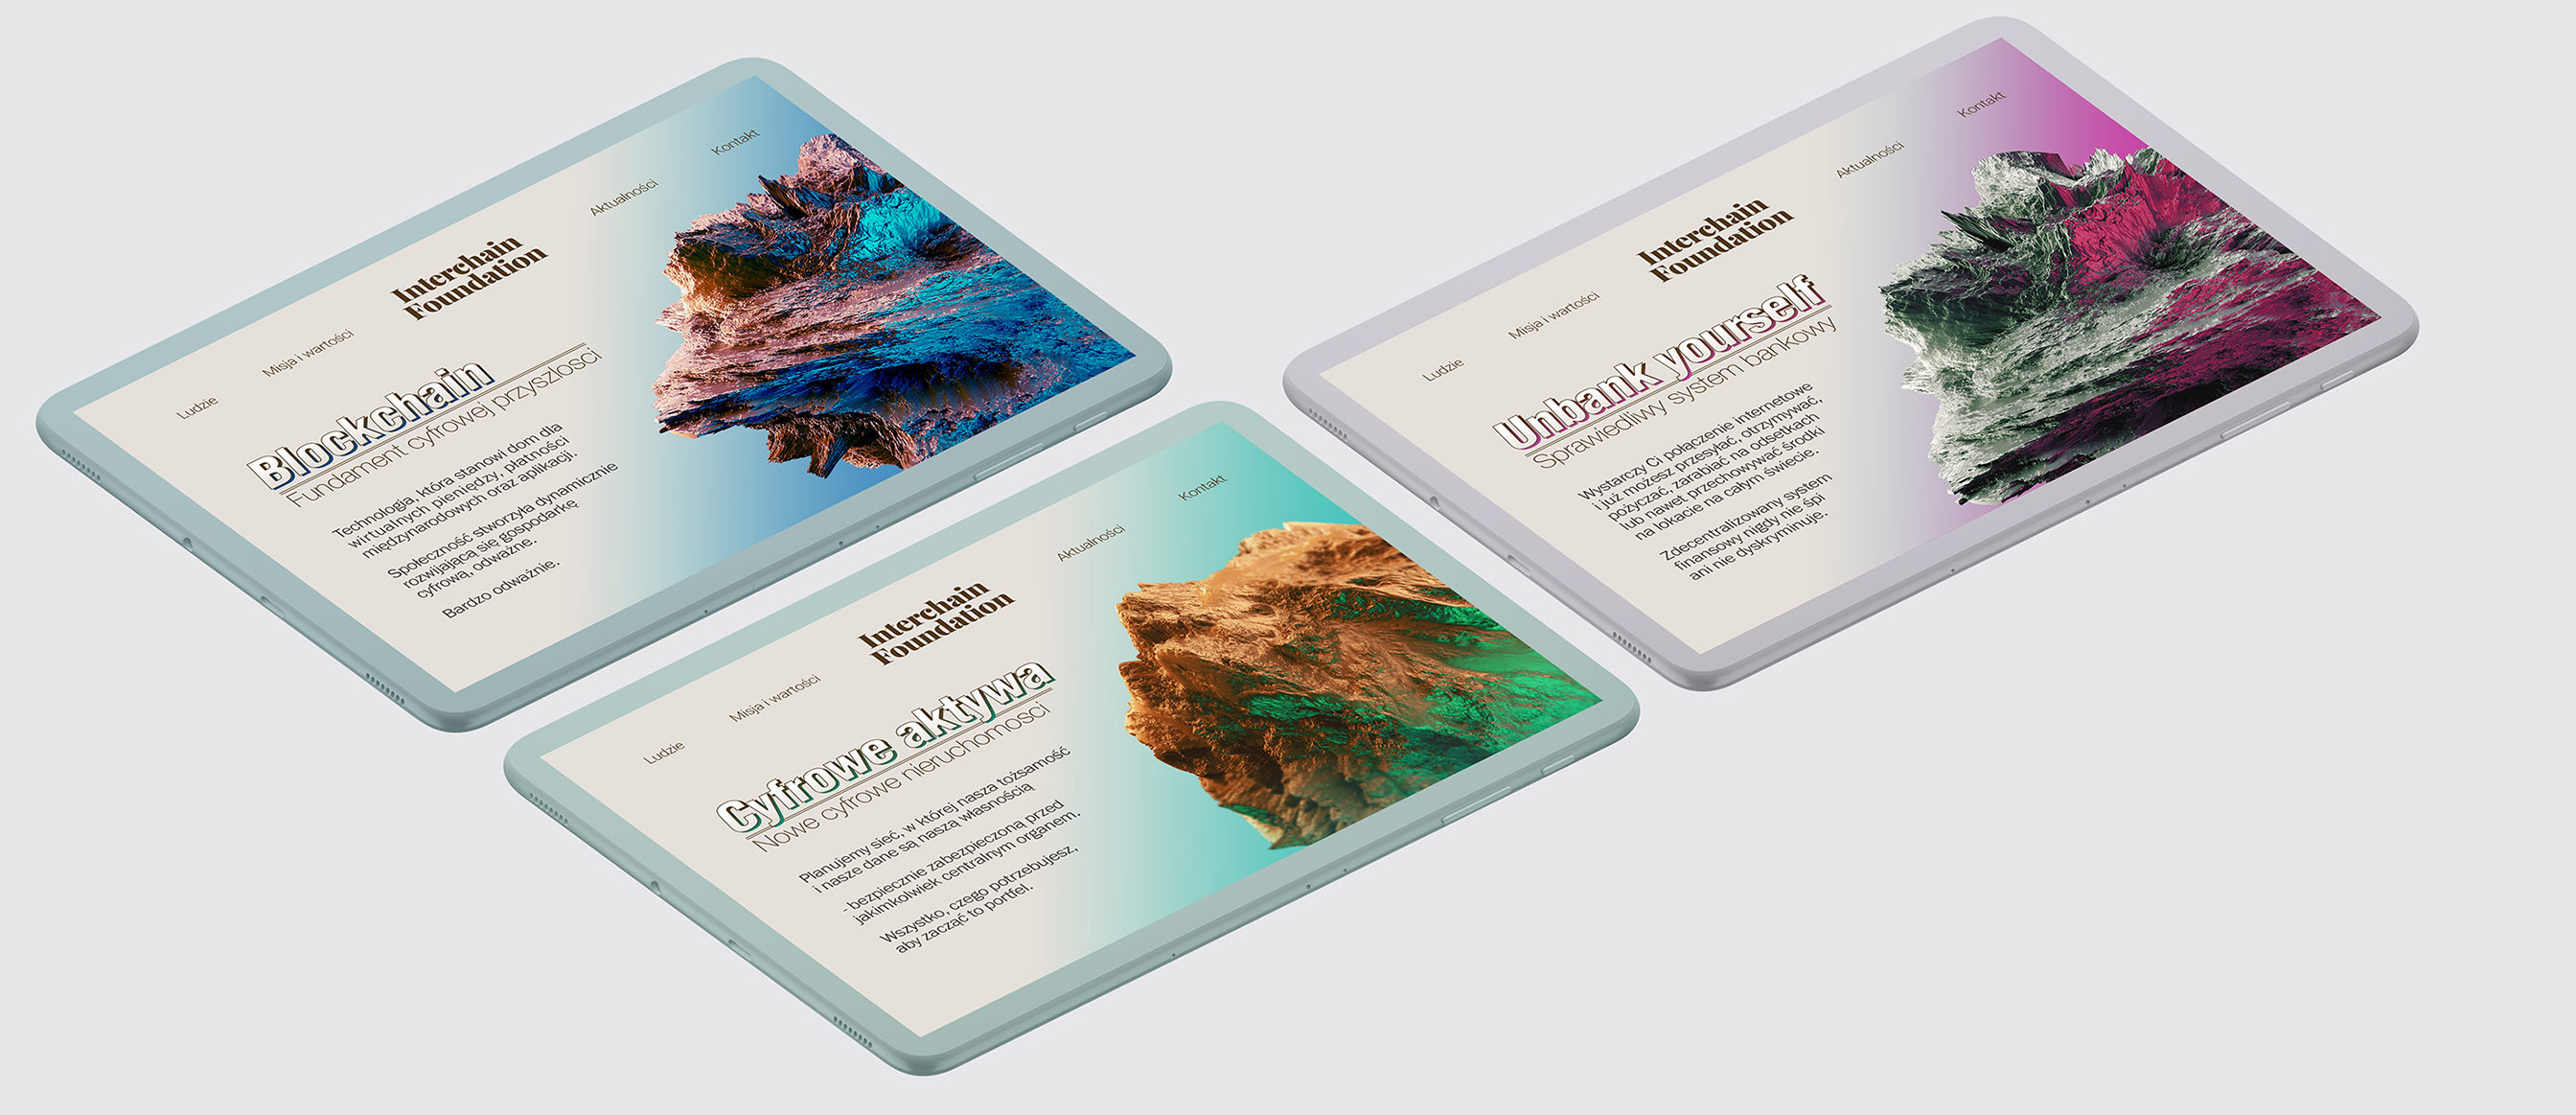 Ludzie
Misja i wartości
Interchain
Foundation
Aktualności
Kontakt
Blockchain
Fundament cyfrowej przyszłości
Technologia, która stanowi dom dla
wirtualnych pieniędzy, płatności
międzynarodowych oraz aplikacji.
Społeczność stworzyła dynamicznie
rozwijającą się gospodarkę
cyfrową, odważne.
Bardzo odważnie.
Ludzie
Misja i wartości
Interchain
Foundation
Aktualności
Kontakt
Cyfrowe aktywa
Nowe cyfrowe nieruchomosci
Planujemy sieć, w której nasza tożsamość
i nasze dane są naszą własnością
- bezpiecznie zabezpieczoną przed
jakimkolwiek centralnym organem.
Wszystko, czego potrzebujesz,
aby zacząć to portfel.
Ludzie
Misja i wartości
Interchain
Foundation
Aktualności
Kontakt
Unbank yourself
Sprawiedliwy system bankowy
Wystarczy Ci połączenie internetowe
i już możesz przesyłać, otrzymywać,
pożyczać, zarabiać na odsetkach
lub nawet przechowywać środki
na lokacie na całym świecie.
Zdecentralizowany system
finansowy nigdy nie śpi
ani nie dyskryminuje.